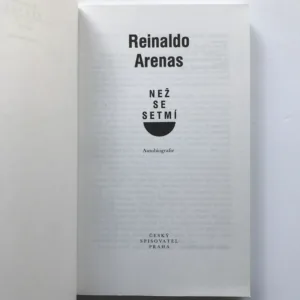 Reinaldo
Arenas
NEŽ
SE
SETMÍ
Autobiografie
ČESKÝ
SPISOVATEL
PRAHA